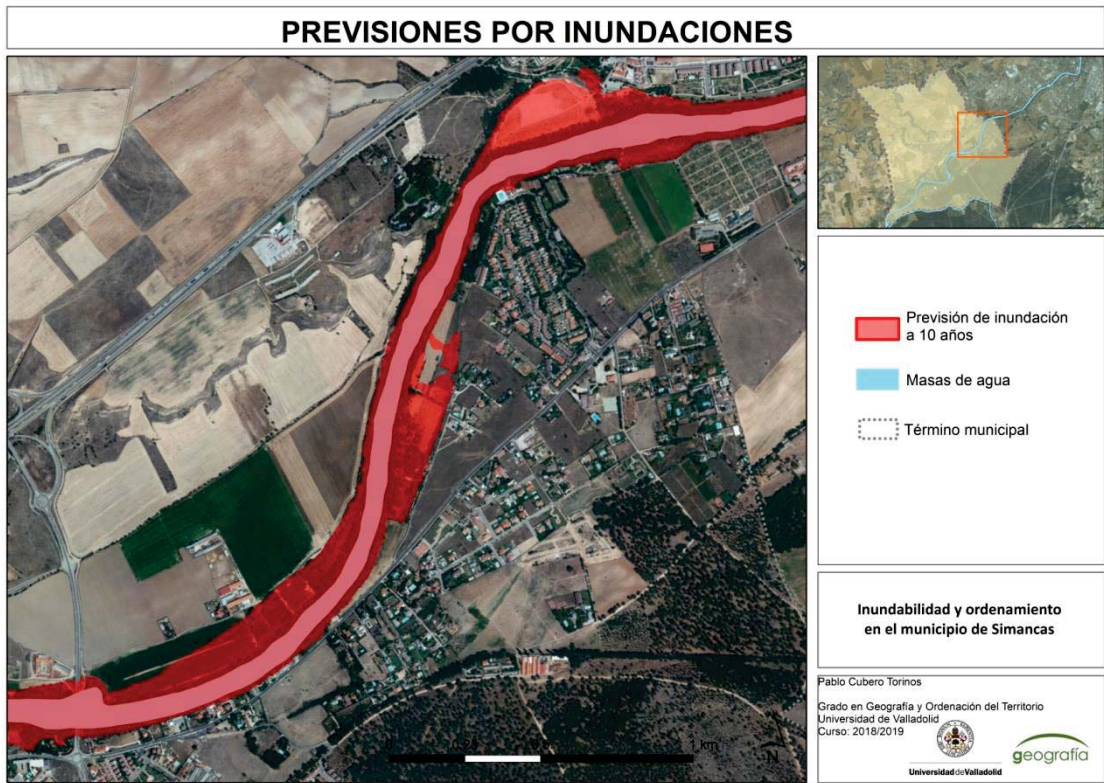 PREVISIONES POR INUNDACIONES
Previsión de inundación
a 10 años
Masas de agua
Término municipal
Inundabilidad y ordenamiento
en el municipio de Simancas
Pablo Cubero Torinos
Grado en Geografía y Ordenación del Territorio
Universidad de Valladolid
Curso: 2018/2019
Universidad de Valladolid
geografía
1 km